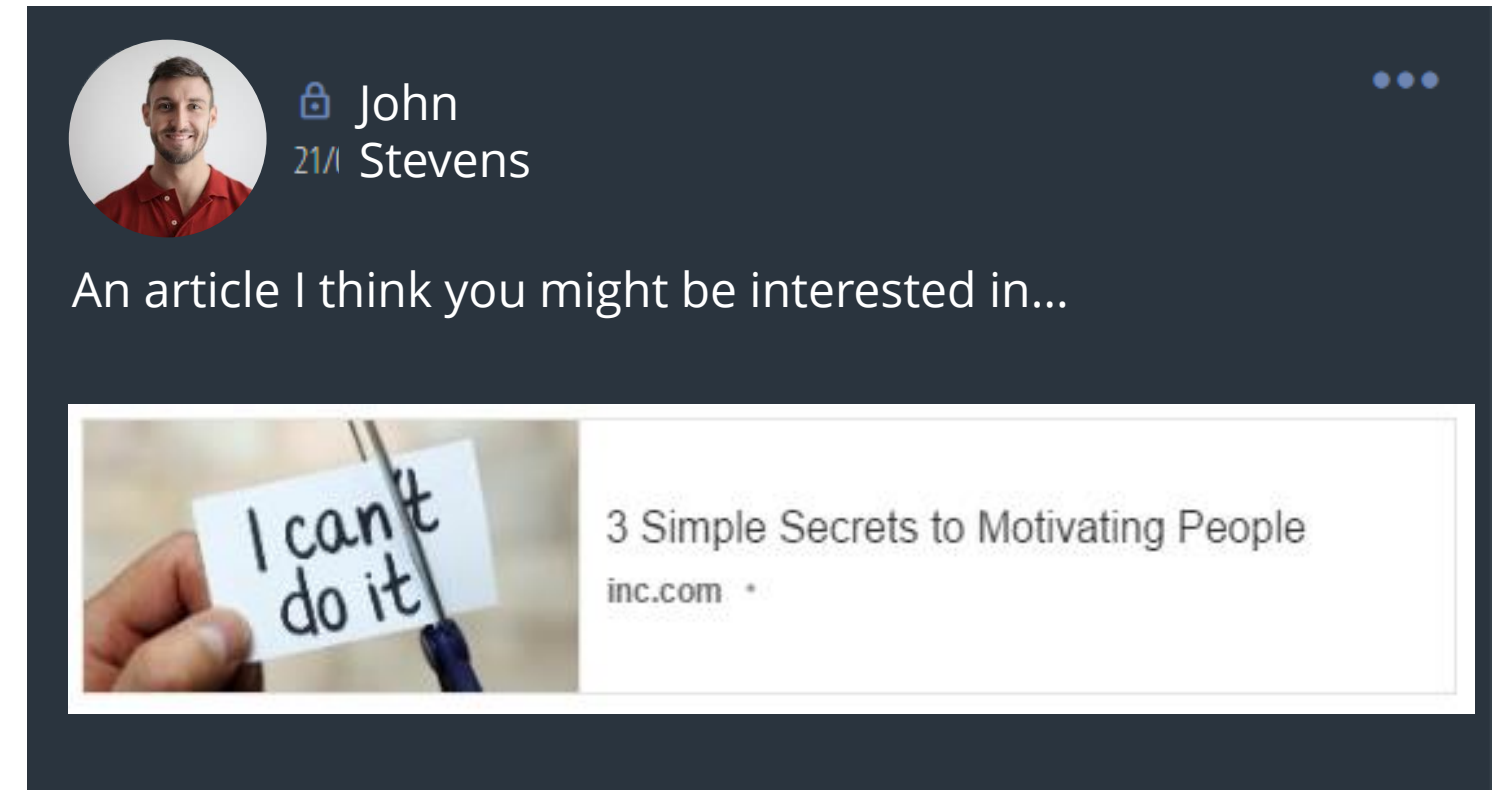 John
Stevens
An article I think you might be interested in...
I can't
do it
3 Simple Secrets to Motivating People
inc.com